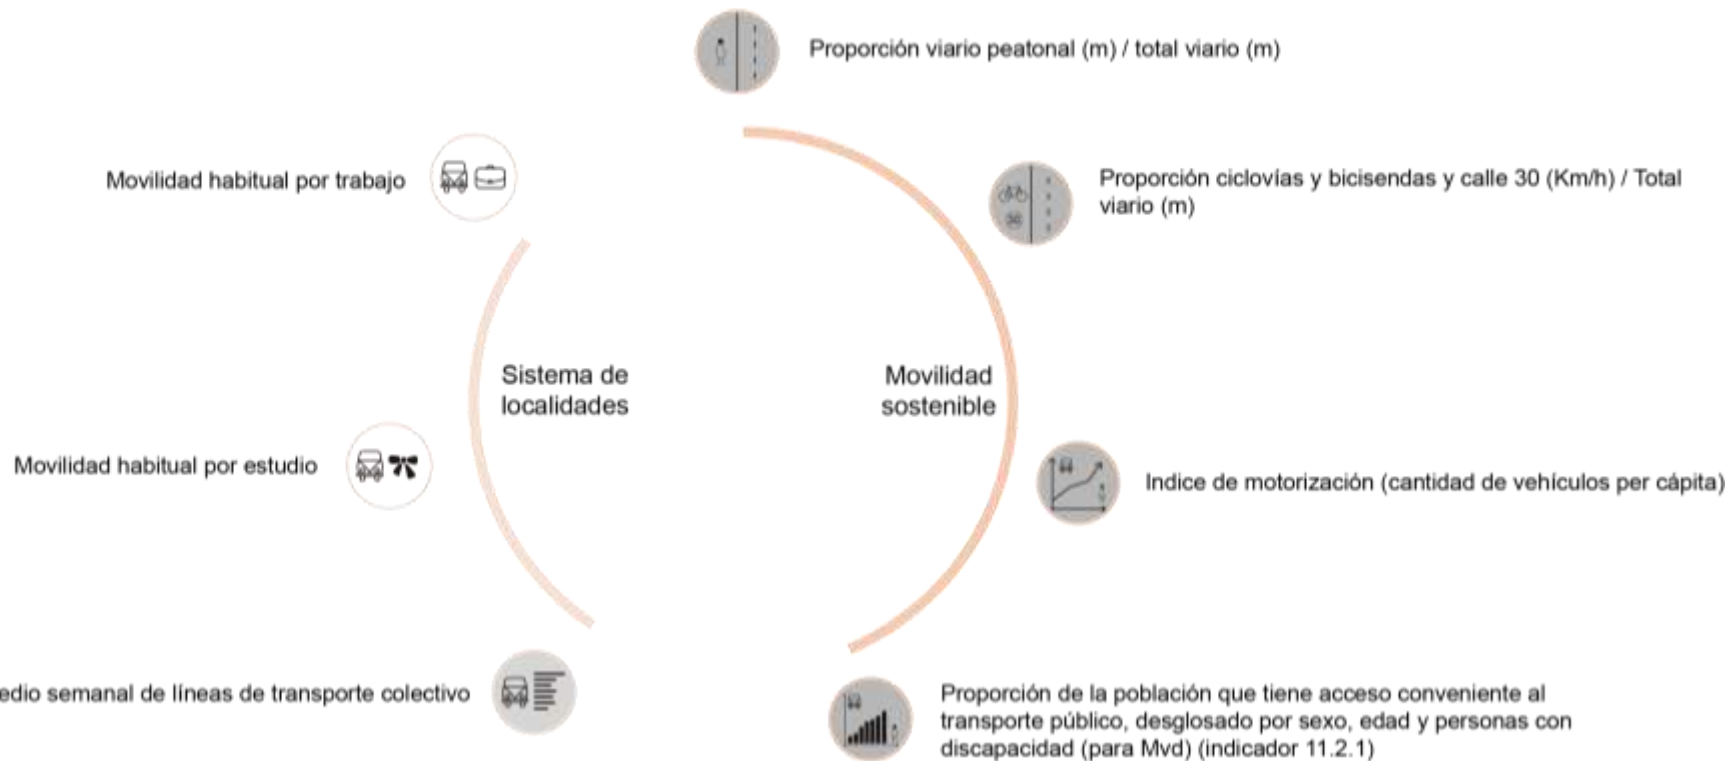 Proporción viario peatonal (m) / total viario (m)
Movilidad habitual por trabajo
Proporción ciclovías y bicisendas y calle 30 (Km/h) / Total
viario (m)
Sistema de
localidades
Movilidad
sostenible
Movilidad habitual por estudio
Indice de motorización (cantidad de vehículos per cápita)
semanal de líneas de transporte colectivo
Proporción de la población que tiene acceso conveniente al
transporte público, desglosado por sexo, edad y personas con
discapacidad (para Mvd) (indicador 11.2.1)